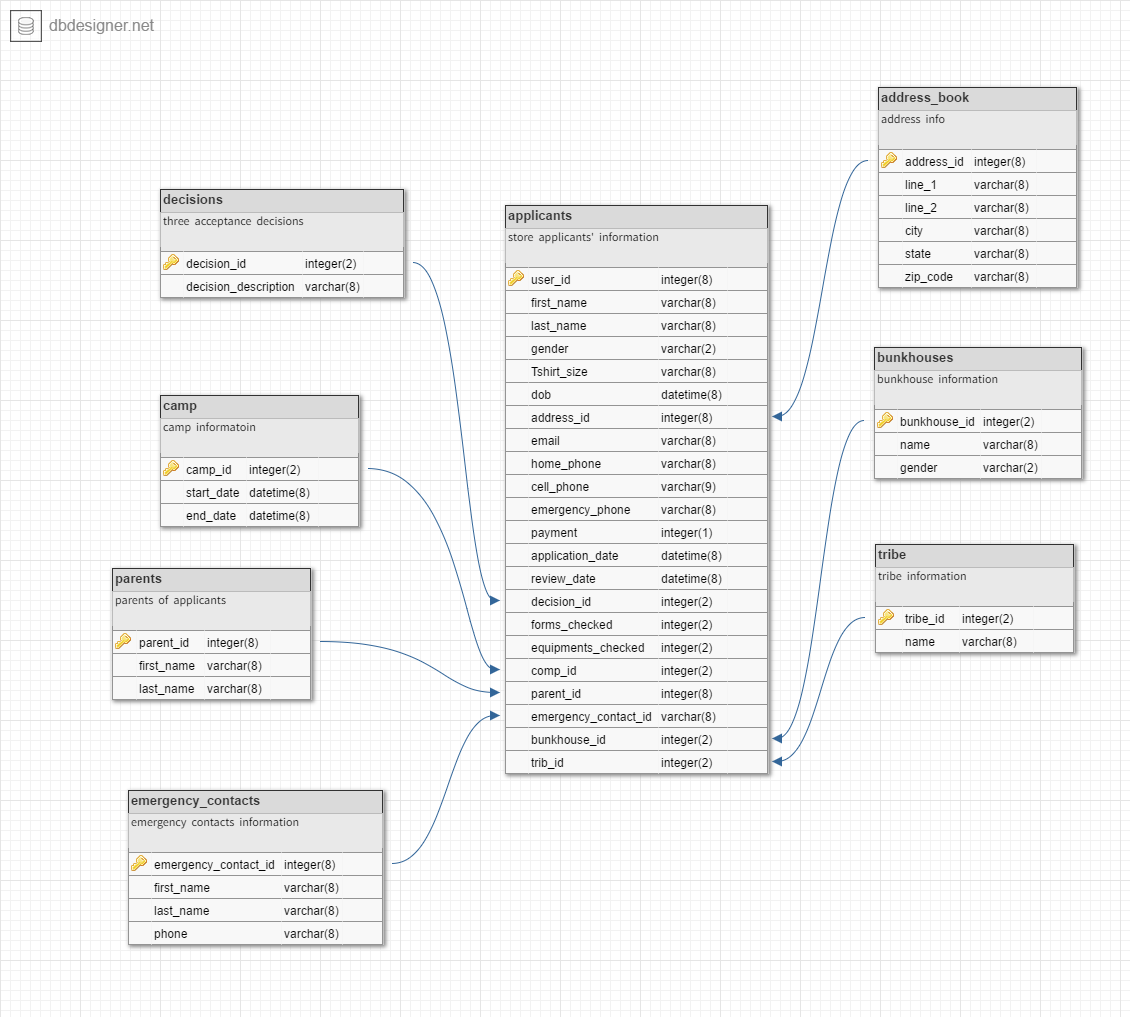 dbdesigner.net
address_book
address info
address_id integer(8)
line_1 varchar(8)
line_2 varchar(8)
city varchar(8)
state varchar(8)
zip_code varchar(8)
decisions
three acceptance decisions
decision_id integer(2)
decision_description varchar(8)
applicants
store applicants' information
user_id integer(8)
first_name varchar(8)
last_name varchar(8)
gender varchar(2)
Tshirt_size varchar(8)
dob datetime(8)
address_id integer(8)
email varchar(8)
home_phone varchar(8)
cell_phone varchar(9)
emergency_phone varchar(8)
payment integer(1)
application_date datetime(8)
review_date datetime(8)
decision_id integer(2)
forms_checked integer(2)
equipments_checked integer(2)
comp_id integer(2)
parent_id integer(8)
emergency_contact_id varchar(8)
bunkhouse_id integer(2)
trib_id integer(2)
bunkhouses
bunkhouse information
bunkhouse_id integer(2)
name varchar(8)
gender varchar(2)
camp
camp informatoin
camp_id integer(2)
start_date datetime(8)
end_date datetime(8)
tribe
tribe information
tribe_id integer(2)
name varchar(8)
parents
parents of applicants
parent_id integer(8)
first_name varchar(8)
last_name varchar(8)
emergency_contacts
emergency contacts information
emergency_contact_id integer(8)
first_name varchar(8)
last_name varchar(8)
phone varchar(8)